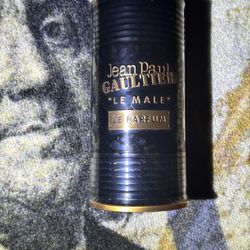 Jean Paul
GAULTIER
"LE MALE"
LE PARFUM